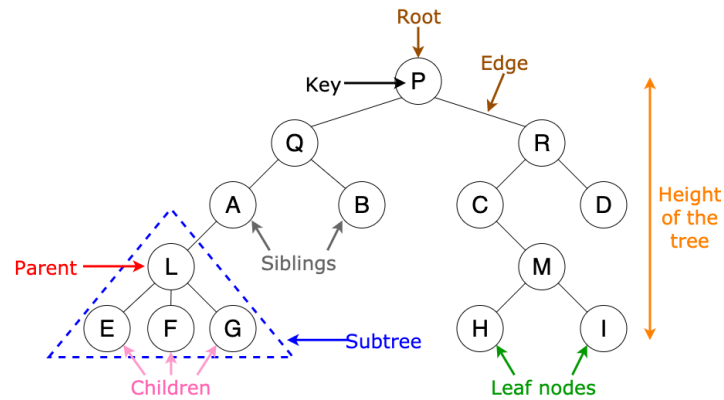 Root
Edge
Key
P
Q
R
A
B
C
D
Height
of the
tree
Siblings
Parent
L
M
E
F
G
H
I
Subtree
Children
Leaf nodes